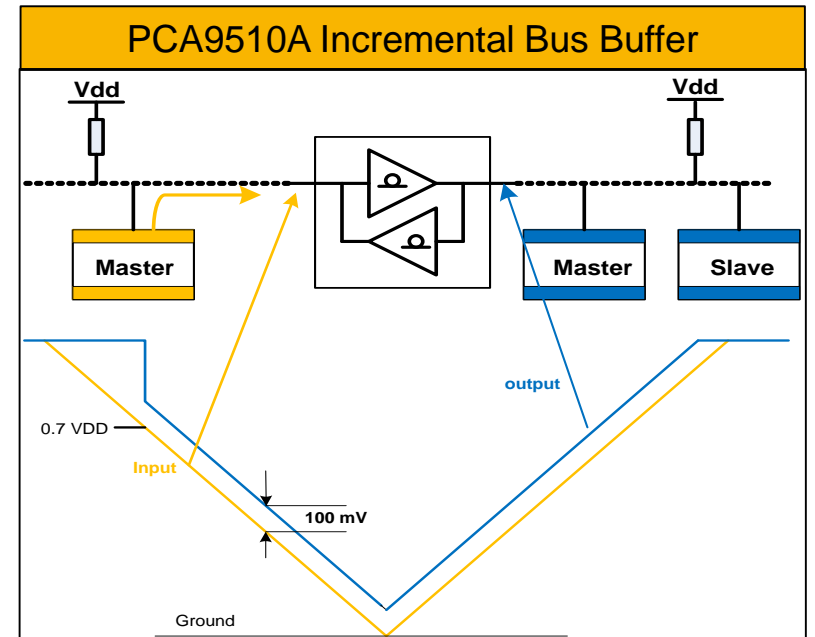 PCA9510A Incremental Bus Buffer
Vdd
Vdd
Master
Master
Slave
output
0.7 VDD
Input
100 mV
Ground